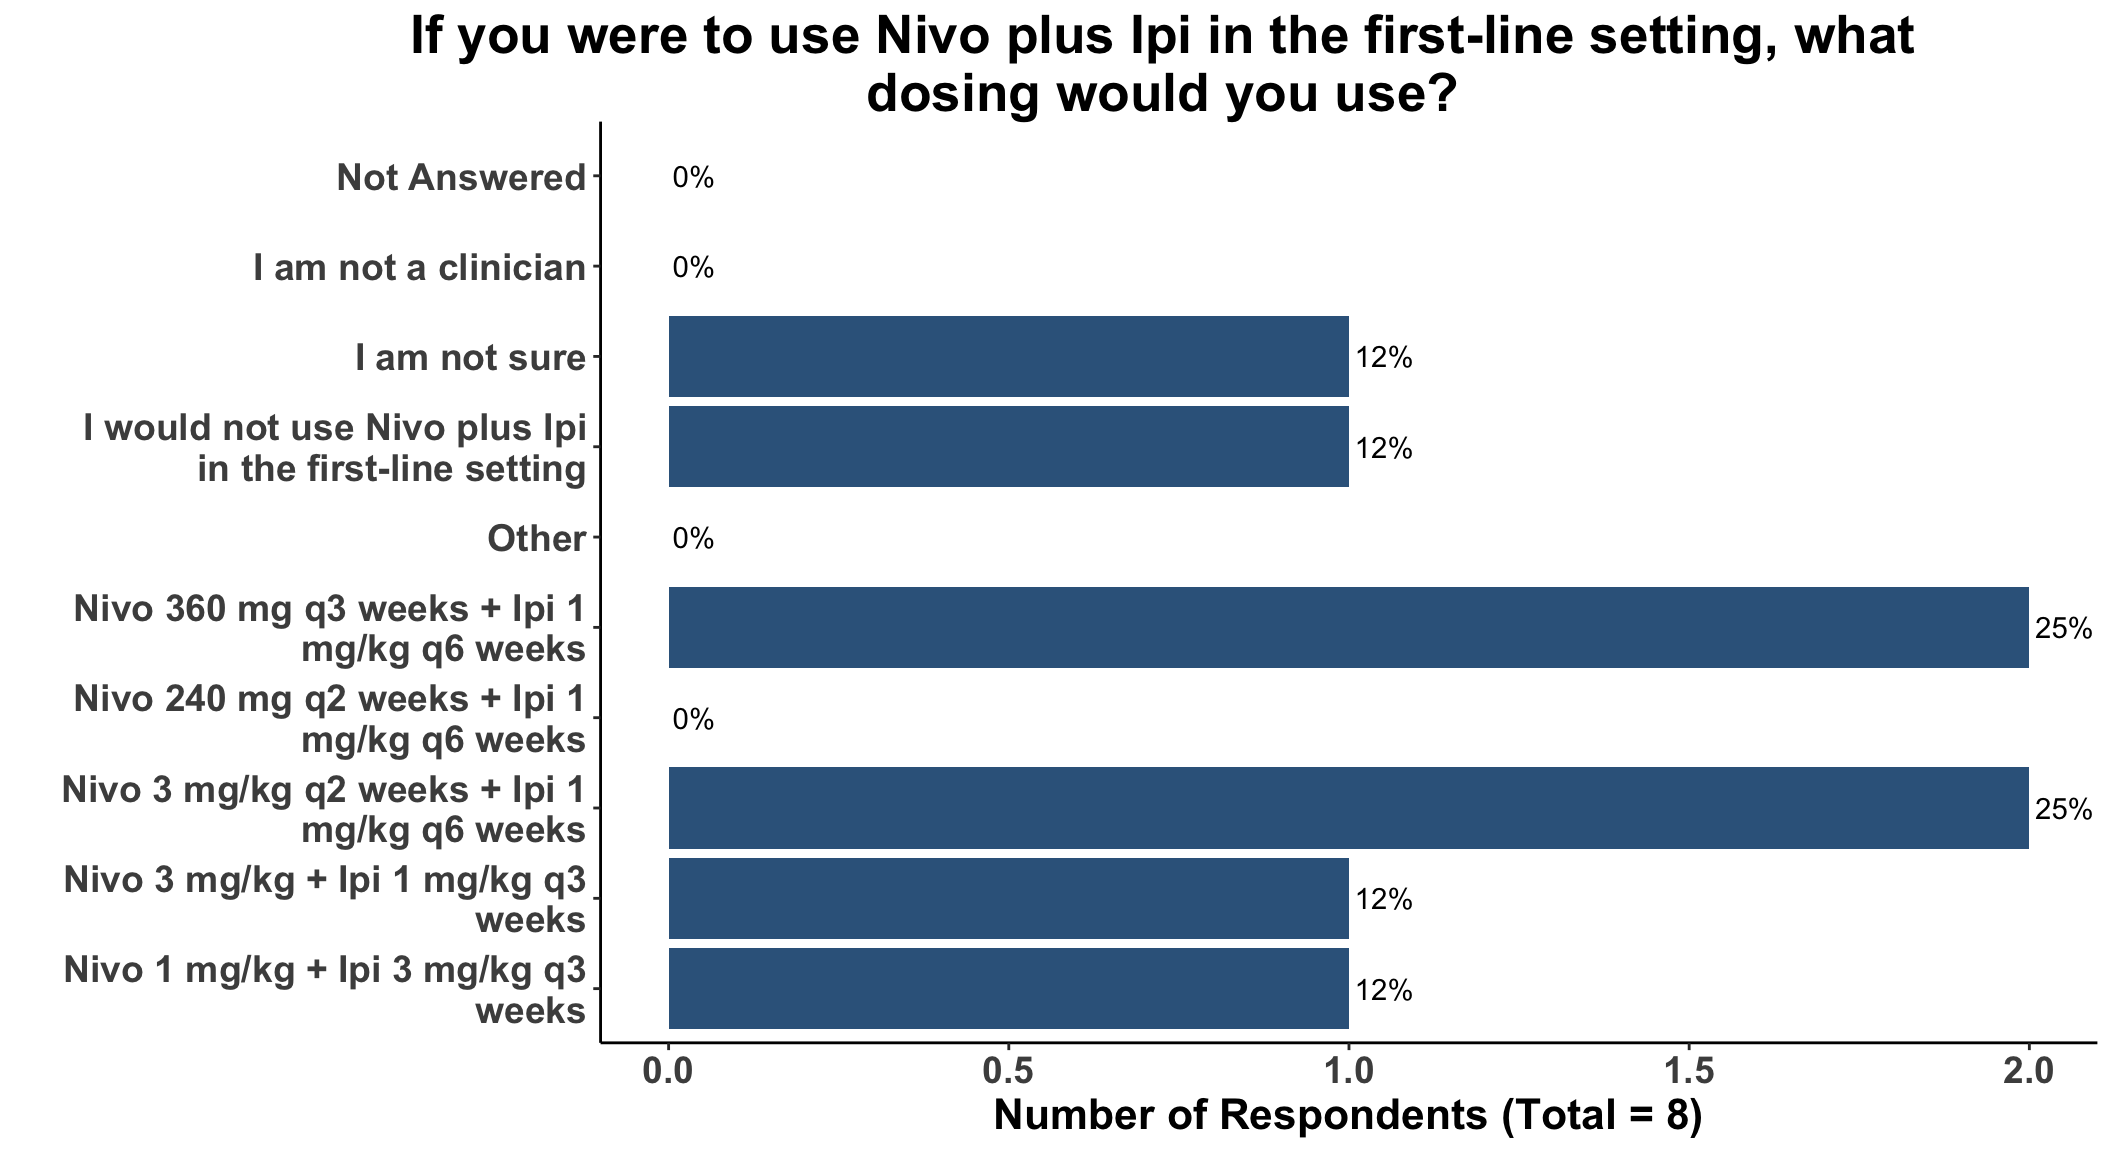 If you were to use Nivo plus Ipi in the first-line setting, what
dosing would you use?
Not Answered
0%
I am not a clinician
0%
I am not sure
12%
I would not use Nivo plus Ipi
in the first-line setting
12%
Other
0%
Nivo 360 mg q3 weeks + Ipi 1
mg/kg q6 weeks
25%
Nivo 240 mg q2 weeks + Ipi 1
mg/kg q6 weeks
0%
Nivo 3 mg/kg q2 weeks + Ipi 1
mg/kg q6 weeks
25%
Nivo 3 mg/kg + Ipi 1 mg/kg q3
weeks
12%
Nivo 1 mg/kg + Ipi 3 mg/kg q3
weeks
12%
0.0 0.5 1.0 1.5 2.0
Number of Respondents (Total = 8)